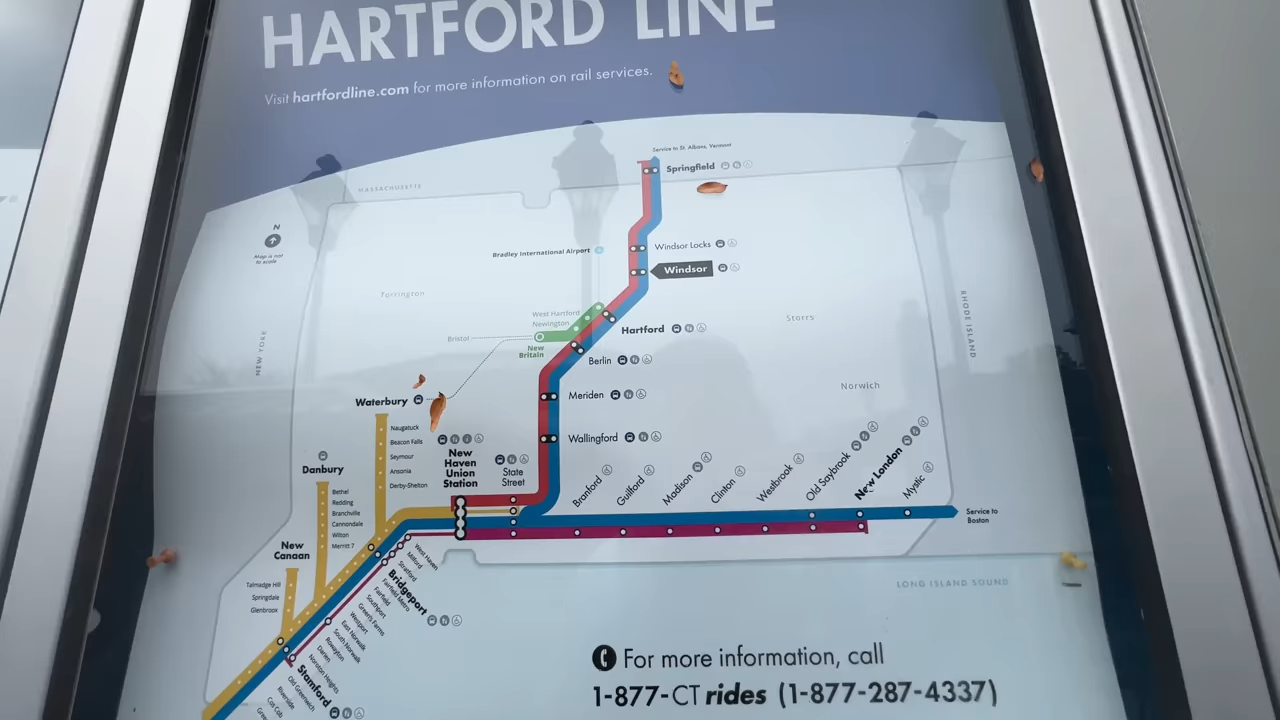 HARTFORD LINE
Visit hartfordline.com for more information on rail services.
Service to St. Albans, Vermont
Springfield
MASSACHUSETTS
N
Map is not
to scale
Windsor Locks
Bradley International Airport
Windsor
Torrington
West Hartford
Newington
Storrs
Hartford
Bristol
New
Britain
Berlin
NEW YORK
RHODE ISLAND
Norwich
Meriden
Waterbury
Naugatuck
Beacon Falls
Seymour
Ansonia
Derby-Shelton
Wallingford
New
Haven
Union
Station
State
Street
Branford
Guilford
Madison
Clinton
Westbrook
Old Saybrook
New London
Mystic
Service to
Boston
Danbury
Bethel
Redding
Branchville
Cannondale
Wilton
Merritt 7
New
Canaan
Talmadge Hill
Springdale
Glenbrook
West Haven
Milford
Stratford
Bridgeport
Fairfield Metro
Fairfield
Southport
Green's Farms
Westport
East Norwalk
South Norwalk
Rowayton
Darien
Noroton Heights
Stamford
Old Greenwich
Riverside
Cos Cob
LONG ISLAND SOUND
For more information, call
1-877-CTrides (1-877-287-4337)